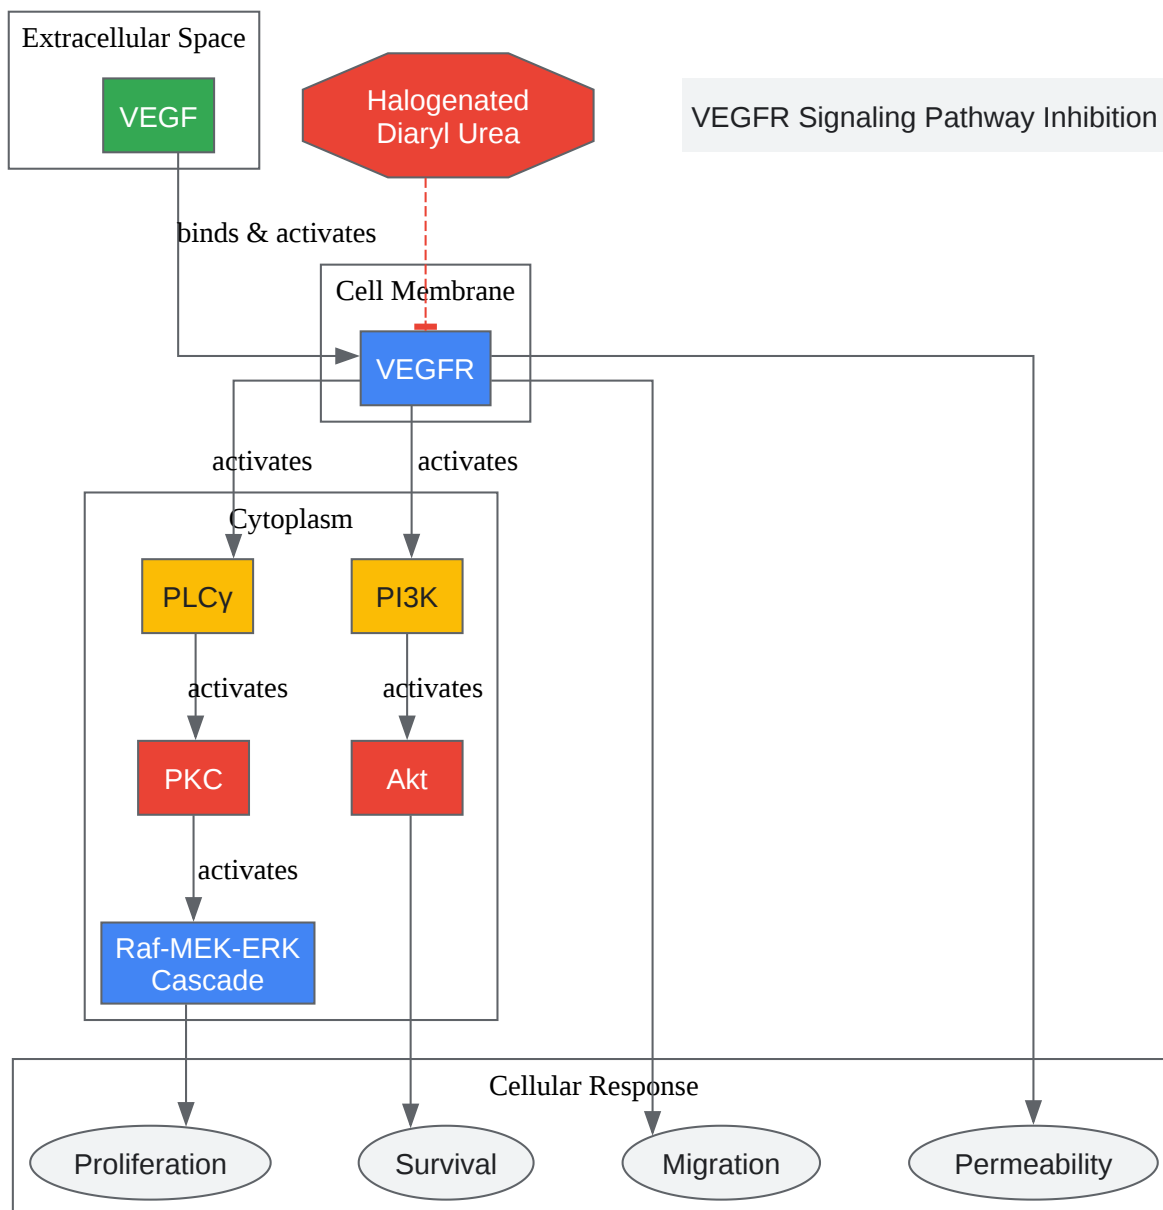 Extracellular Space
VEGF
Halogenated
Diaryl Urea
VEGFR Signaling Pathway Inhibition
binds & activates
Cell Membrane
VEGFR
activates
activates
Cytoplasm
PLCγ
PI3K
activates
activates
PKC
Akt
activates
Raf-MEK-ERK
Cascade
Cellular Response
Proliferation
Survival
Migration
Permeability